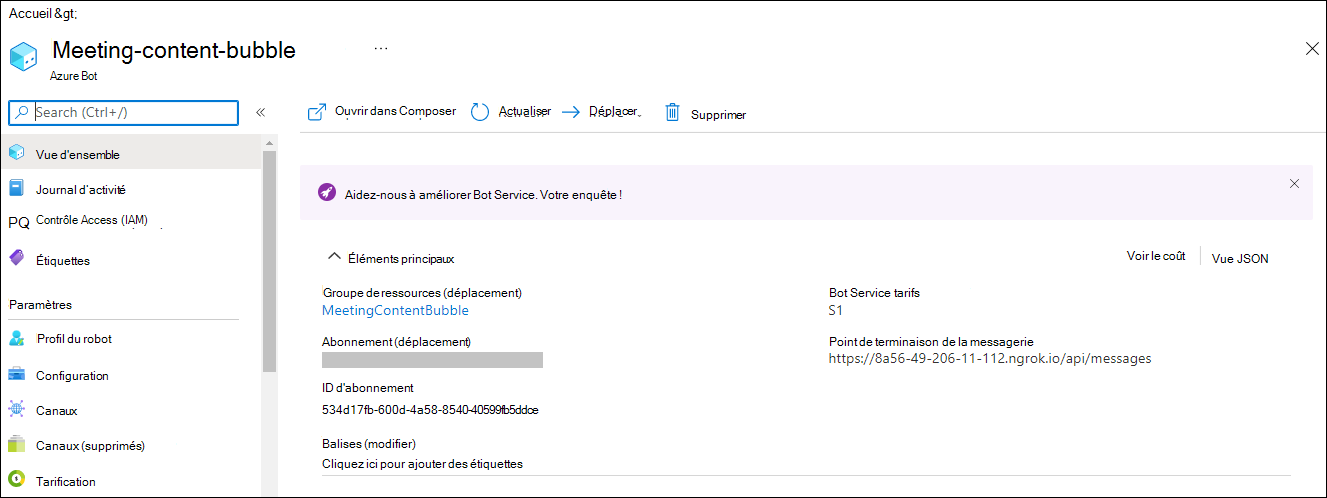 Accueil &gt;
Meeting-content-bubble
...
Azure Bot
Search (Ctrl+/)
«
Ouvrir dans Composer
Actualiser
Déplacer
Supprimer
Vue d'ensemble
Journal d'activité
PQ Contrôle Access (IAM)
Étiquettes
Paramètres
Profil du robot
Configuration
Canaux
Canaux (supprimés)
Tarification
Aidez-nous à améliorer Bot Service. Votre enquête !
Éléments principaux
Voir le coût
Vue JSON
Groupe de ressources (déplacement)
MeetingContentBubble
Abonnement (déplacement)
ID d'abonnement
534d17fb-600d-4a58-8540-40599fb5ddce
Balises (modifier)
Cliquez ici pour ajouter des étiquettes
Bot Service tarifs
S1
Point de terminaison de la messagerie
https://8a56-49-206-11-112.ngrok.io/api/messages